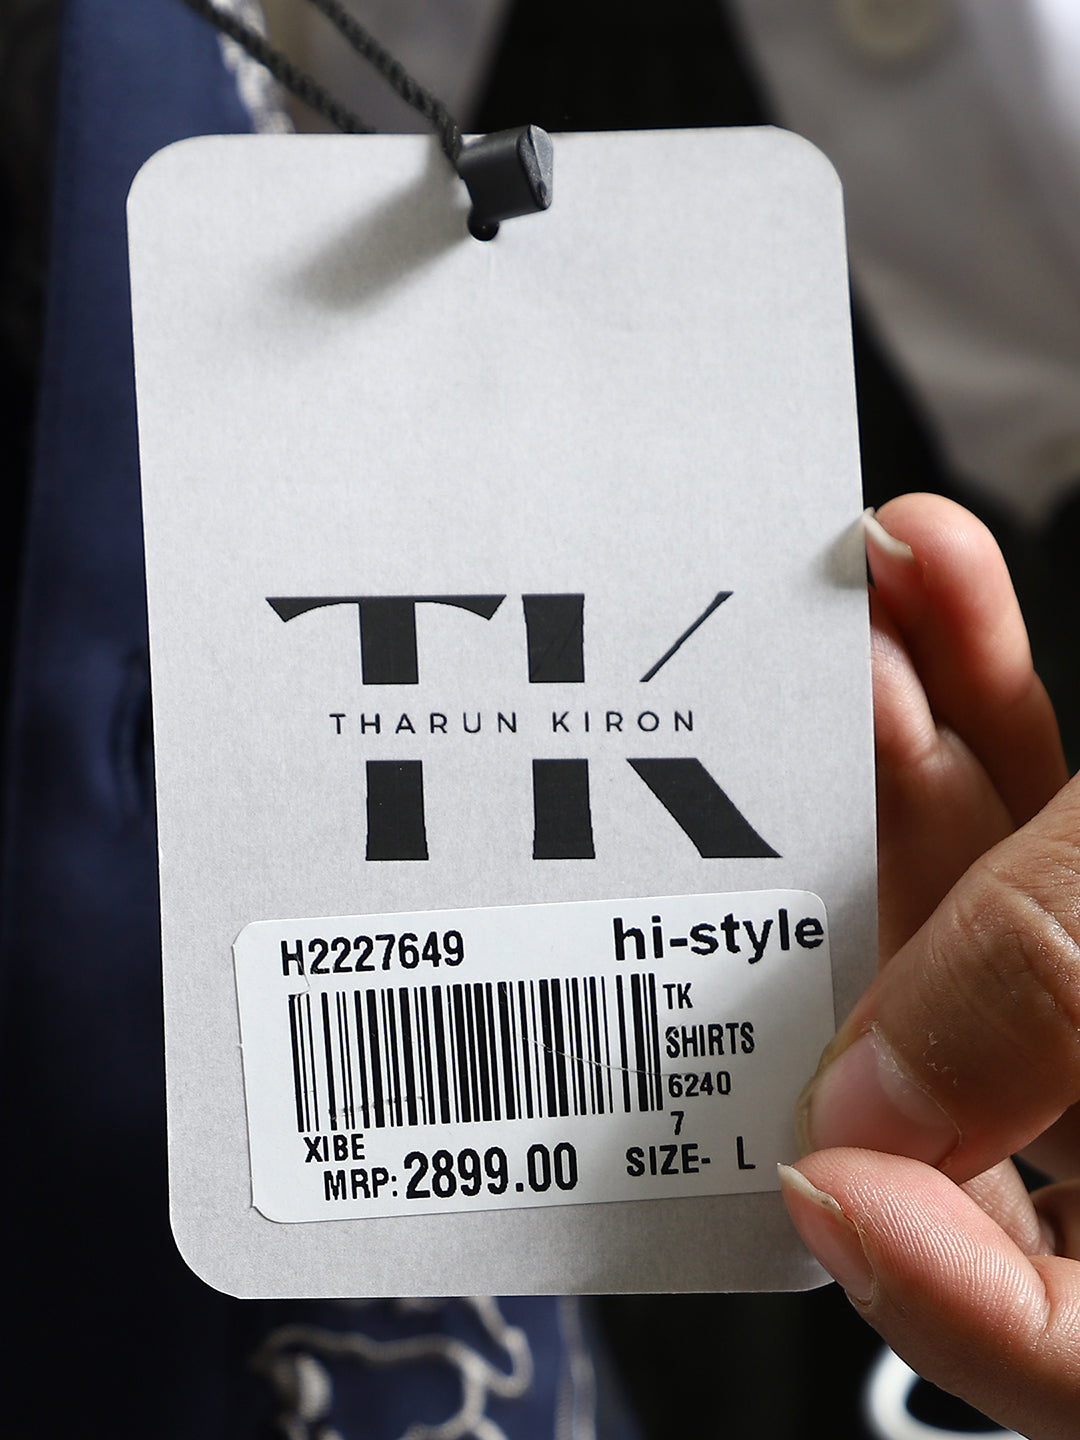 TK
THARUN KIRON
H2227649 hi-style
TK
SHIRTS
6240
7
XIBE
MRP: 2899.00 SIZE- L